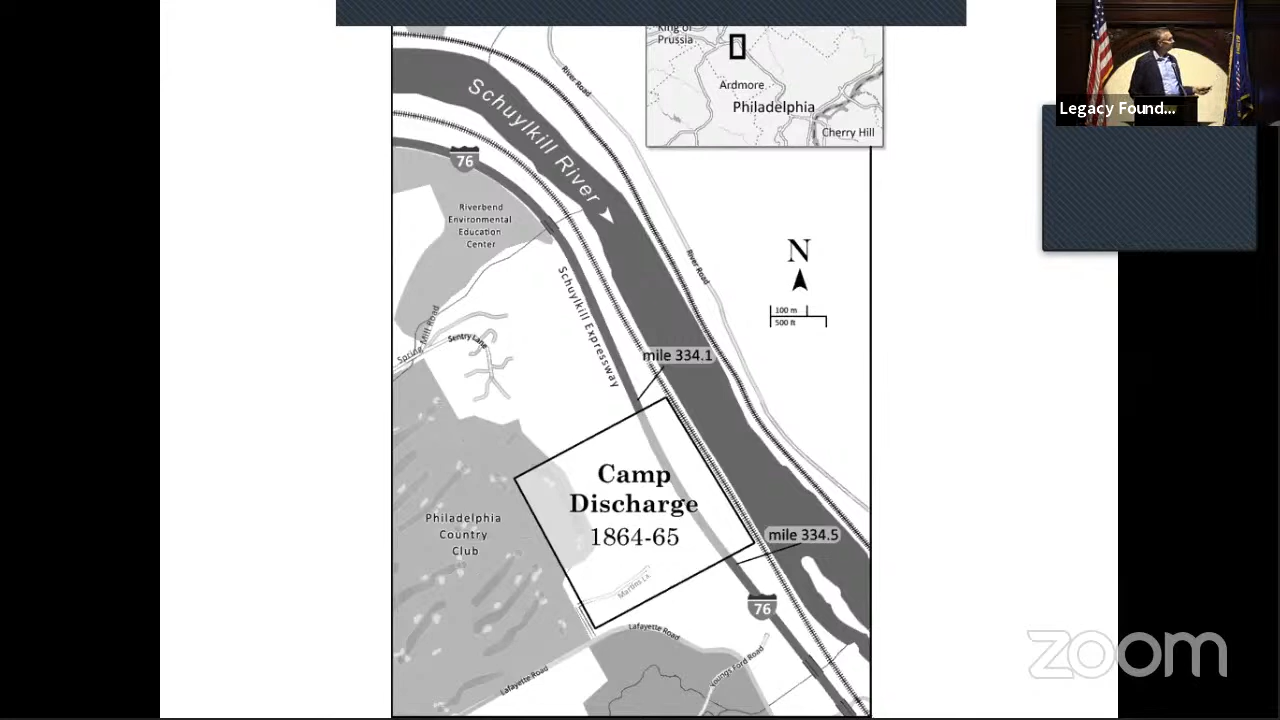 King of
Prussia
Ardmore
Philadelphia
Cherry Hill
Legacy Found...
River Road
Schuylkill River
76
Riverbend
Environmental
Education
Center
N
River Road
100 m
500 ft
Schuylkill Expressway
Spring Mill Road
Sentry Lane
mile 334.1
Camp
Discharge
1864-65
Philadelphia
Country
Club
mile 334.5
Martins LA
76
Lafayette Road
Lafayette Road
Youngs Ford Road
zoom